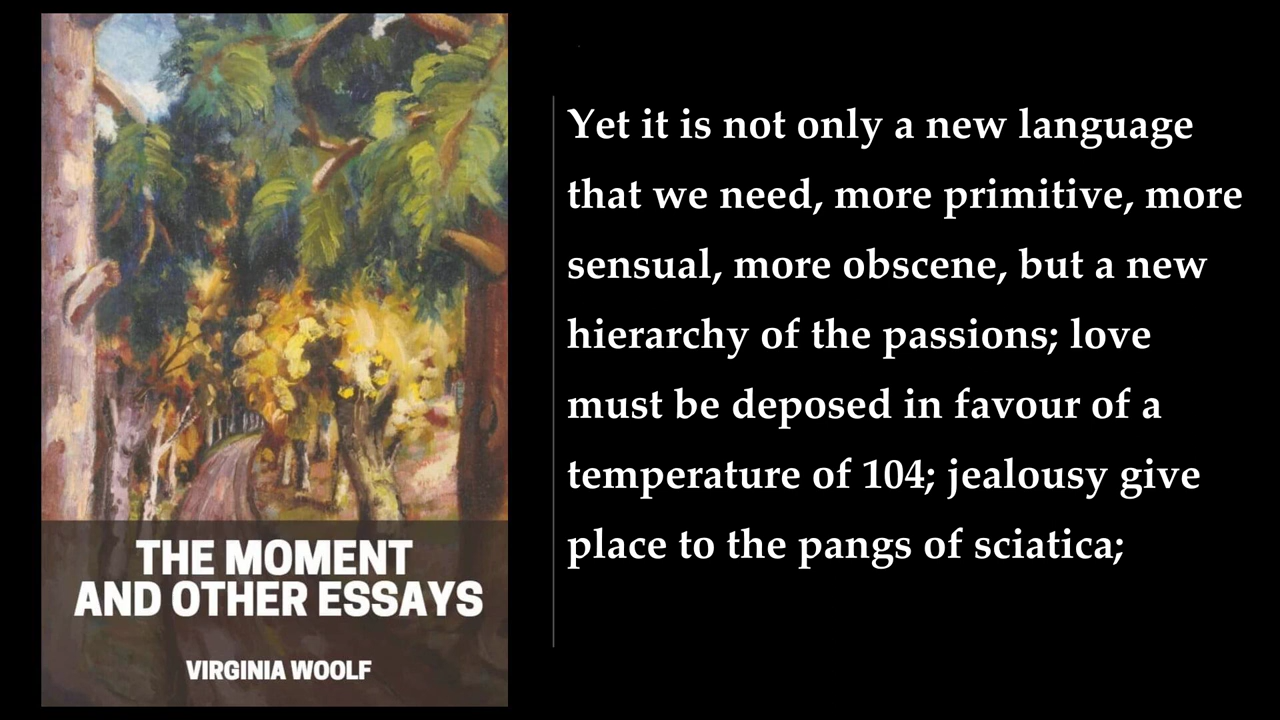 THE MOMENT
AND OTHER ESSAYS
VIRGINIA WOOLF
Yet it is not only a new language
that we need, more primitive, more
sensual, more obscene, but a new
hierarchy of the passions; love
must be deposed in favour of a
temperature of 104; jealousy give
place to the pangs of sciatica;